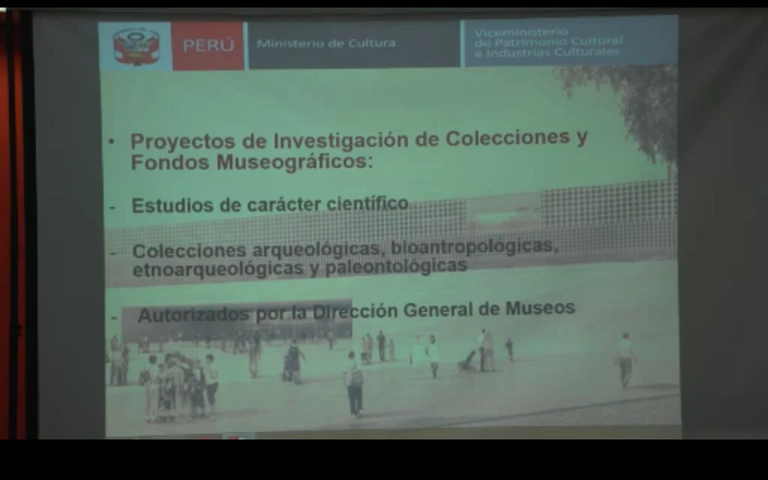 PERÚ
Ministerio de Cultura
Viceministerio
de Patrimonio Cultural
e Industrias Culturales
• Proyectos de Investigación de Colecciones y
Fondos Museográficos:
- Estudios de carácter científico
- Colecciones arqueológicas, bioantropológicas,
etnoarqueológicas y paleontológicas
- Autorizados por la Dirección General de Museos